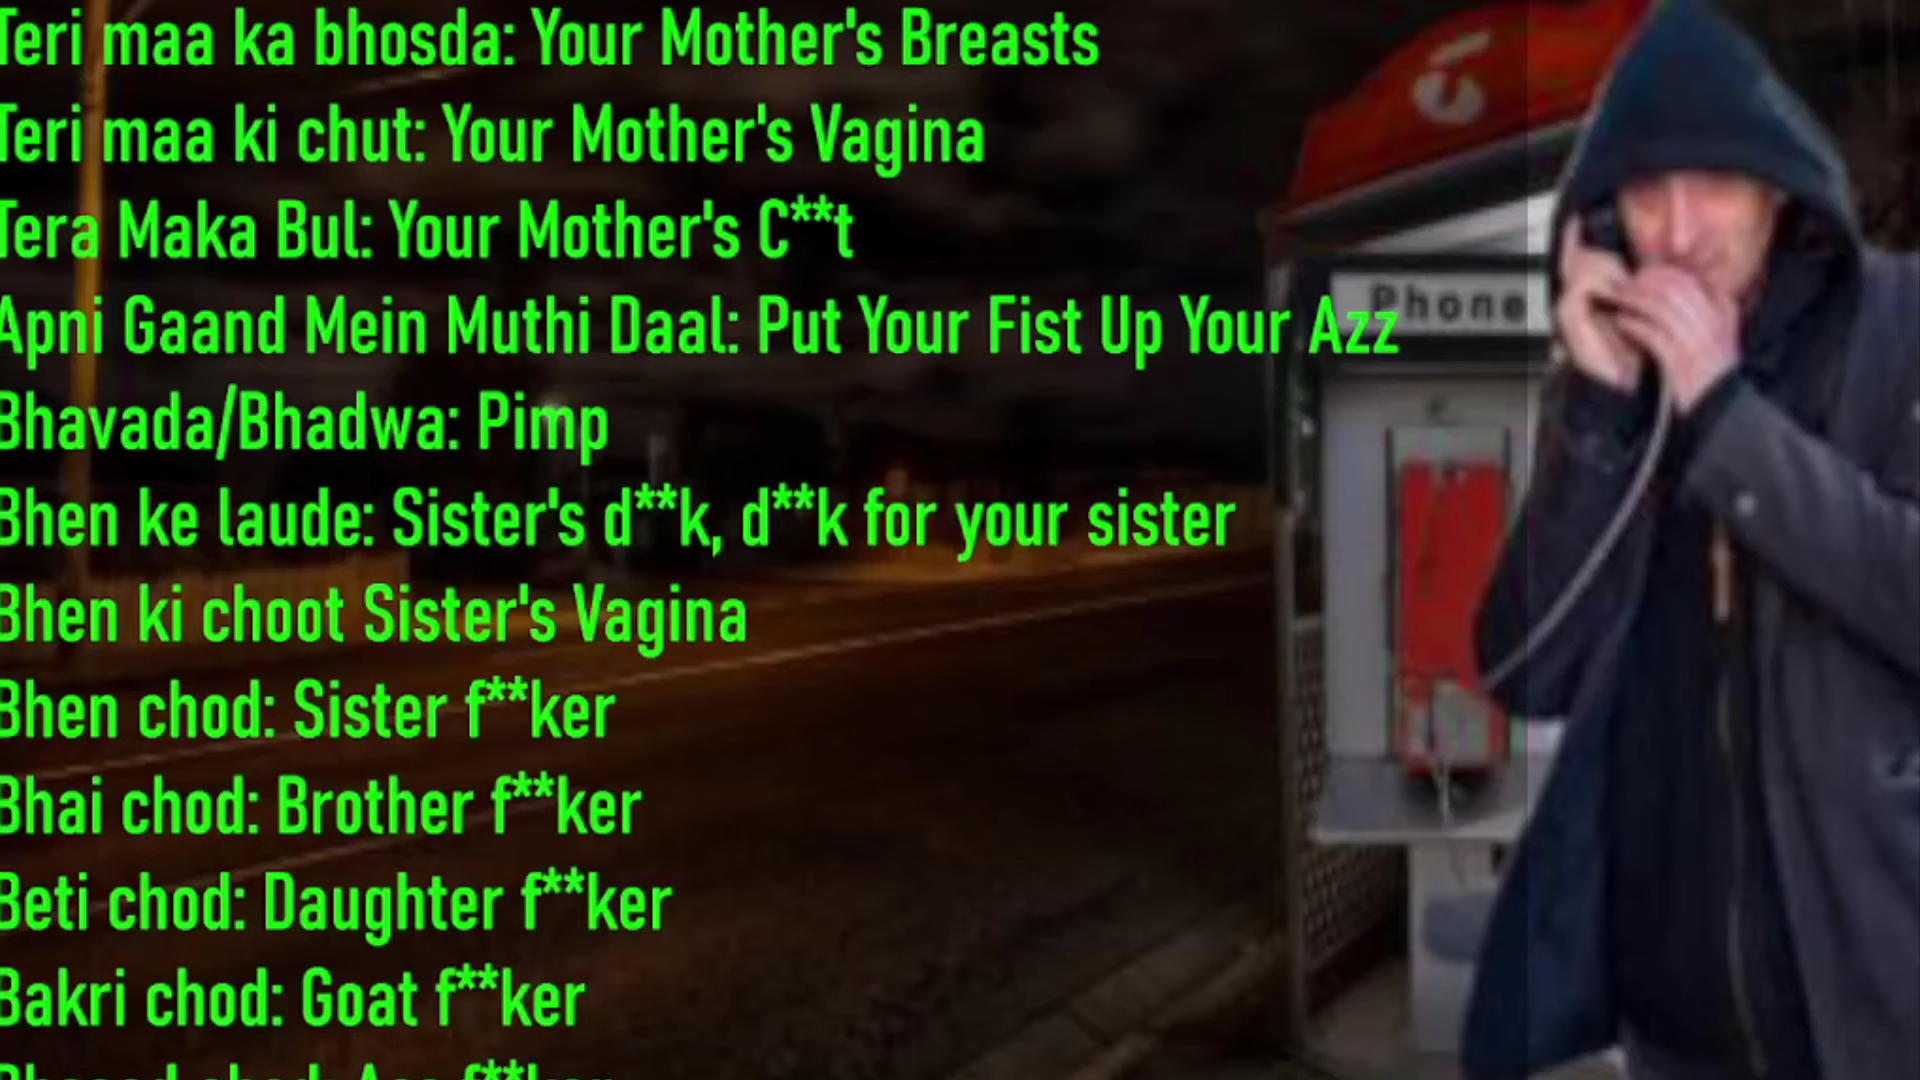 Teri maa ka bhosda: Your Mother's Breasts
Teri maa ki chut: Your Mother's Vagina
Tera Maka Bul: Your Mother's C**t
Apni Gaand Mein Muthi Daal: Put Your Fist Up Your Azz
Phone
Bhavada/Bhadwa: Pimp
Bhen ke laude: Sister's d**k, d**k for your sister
Bhen ki choot Sister's Vagina
Bhen chod: Sister f**ker
Bhai chod: Brother f**ker
Beti chod: Daughter f**ker
Bakri chod: Goat f**ker